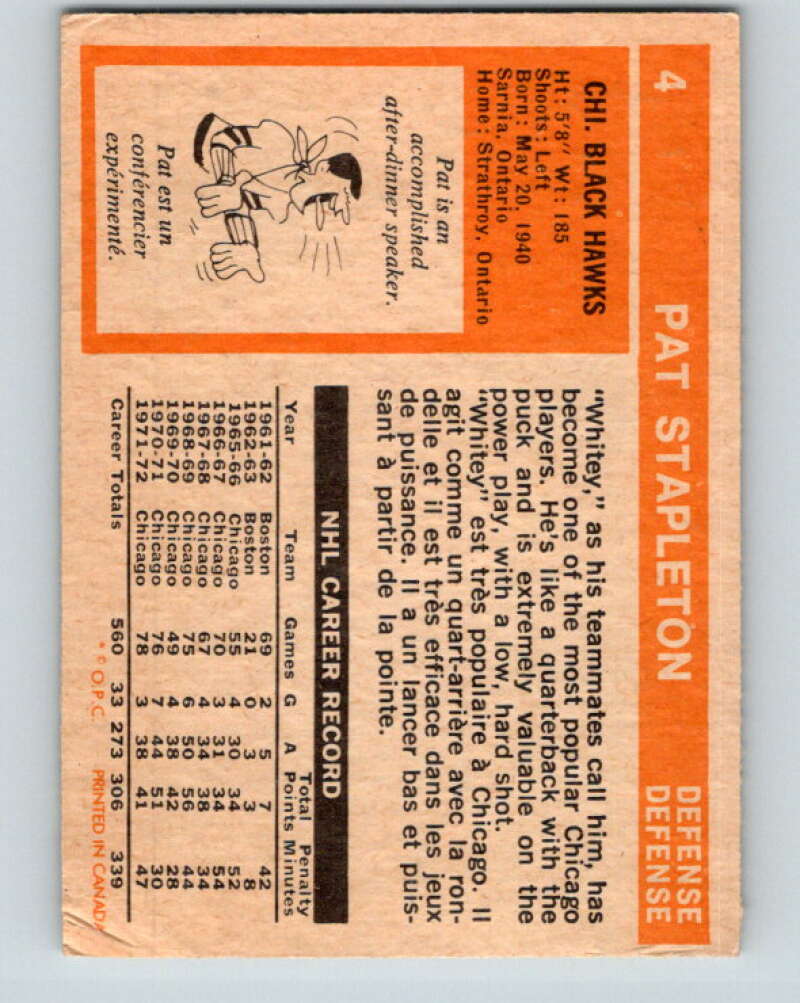 4 PAT STAPLETON DEFENSE
DEFENSE
CHI. BLACK HAWKS
Ht: 5'8" Wt: 185
Shoots: Left
Born: May 20, 1940
Sarnia, Ontario
Home: Strathroy, Ontario
Pat is an
accomplished
after-dinner speaker.
Pat est un
conférencier
expérimenté.
"Whitey," as his teammates call him, has
become one of the most popular Chicago
players. He's like a quarterback with the
puck and is extremely valuable on the
power play, with a low, hard shot.
"Whitey" est très populaire à Chicago. Il
agit comme un quart-arrière avec la ron-
delle et il est très efficace dans les jeux
de puissance. Il a un lancer bas et puis-
sant à partir de la pointe.
NHL CAREER RECORD
Total Penalty
Year Team Games G A Points Minutes
1961-62 Boston 69 2 5 7 42
1962-63 Boston 21 0 3 3 8
1965-66 Chicago 55 4 30 34 52
1966-67 Chicago 70 3 31 34 54
1967-68 Chicago 67 4 34 38 34
1968-69 Chicago 75 6 50 56 44
1969-70 Chicago 49 4 38 42 28
1970-71 Chicago 76 7 44 51 30
1971-72 Chicago 78 3 38 41 47
Career Totals 560 33 273 306 339
* © O.P.C. PRINTED IN CANADA